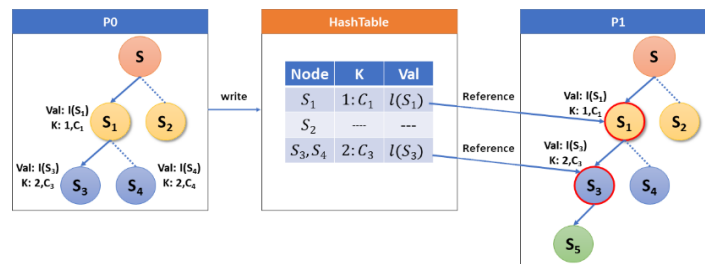 P0
S
Val: l(S₁)
K: 1,C₁
S₁
S₂
Val: l(S₃)
K: 2,C₃
S₃
S₄
Val: l(S₄)
K: 2,C₄
write
HashTable
Node K Val
S₁ 1: C₁ l(S₁)
S₂ ---- ---
S₃, S₄ 2: C₃ l(S₃)
Reference
Reference
P1
S
Val: l(S₁)
K: 1,C₁
S₁
S₂
Val: l(S₃)
K: 2,C₃
S₃
S₄
S₅